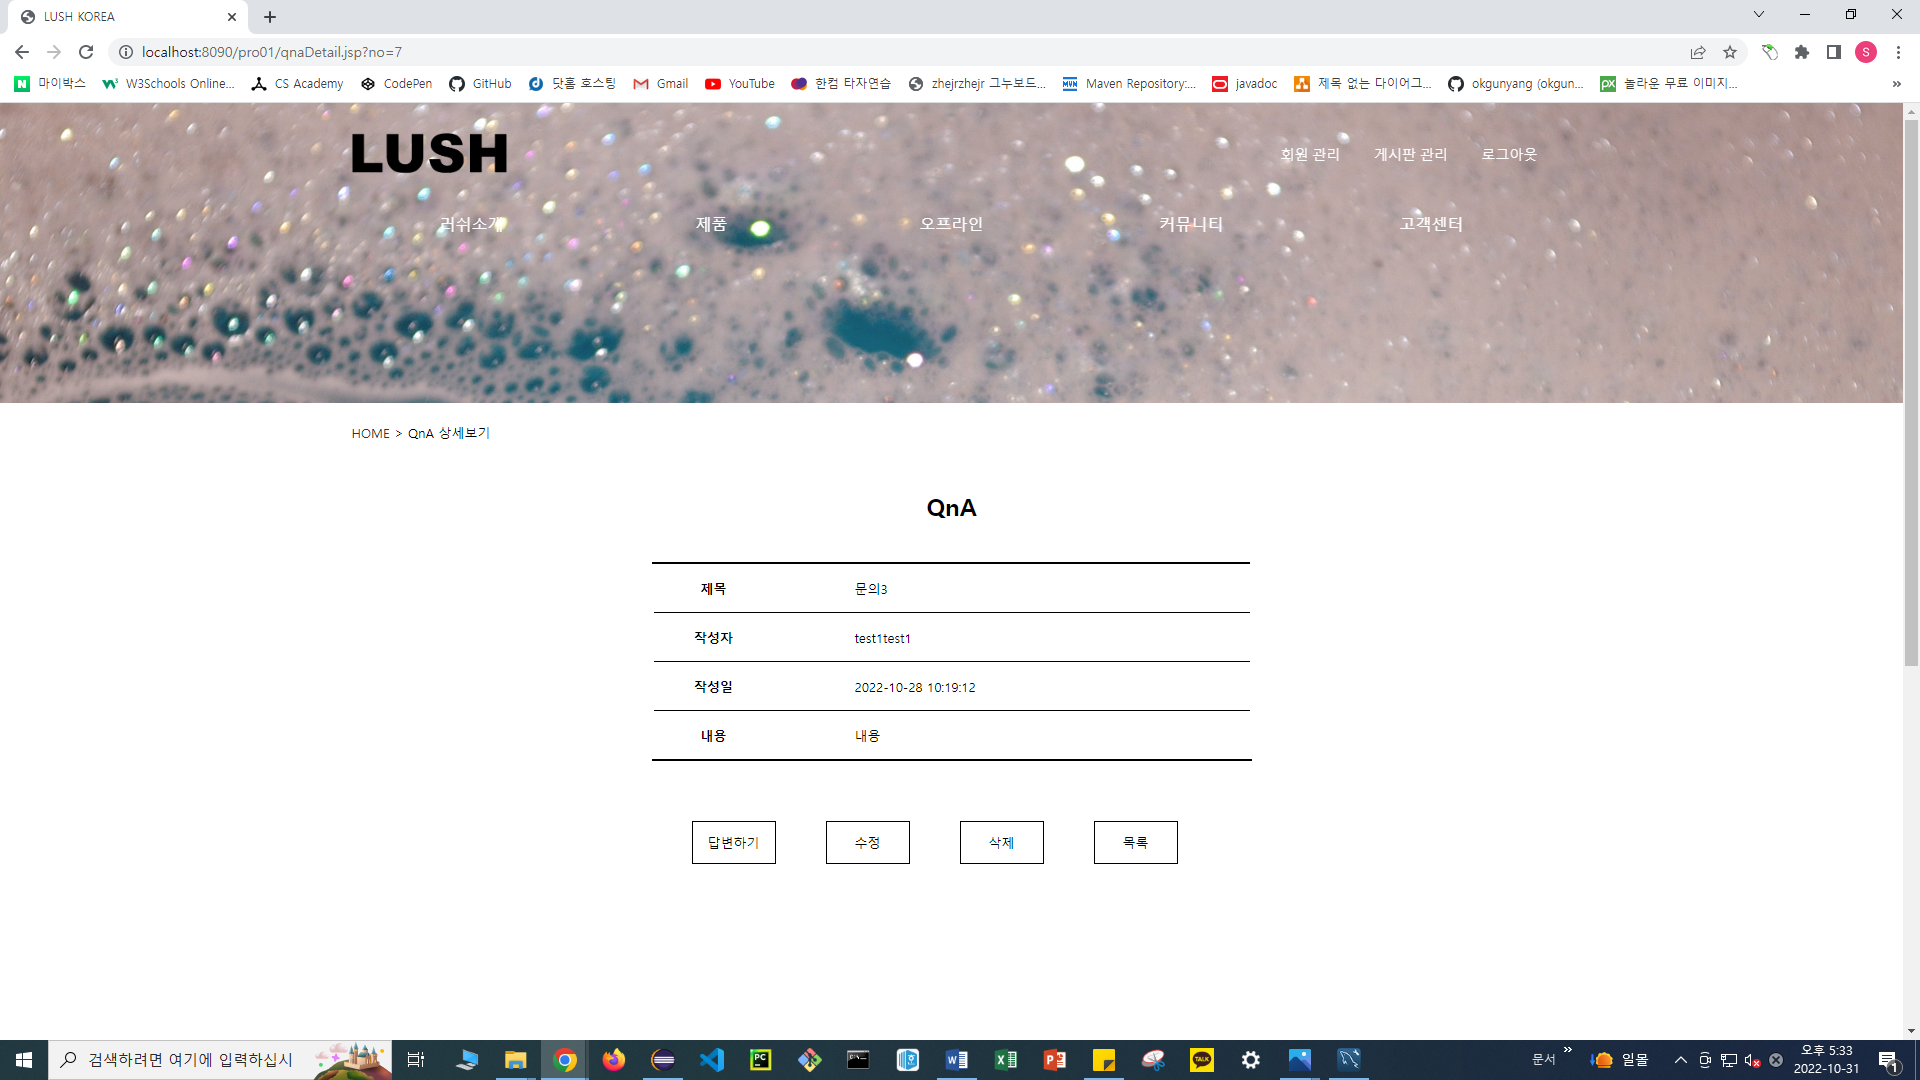 LUSH KOREA
localhost:8090/pro01/qnaDetail.jsp?no=7
S
마이박스 W3Schools Online... CS Academy CodePen GitHub 닷홈 호스팅 Gmail YouTube 한컴 타자연습 zhejrzhejr 그누보드... Maven Repository:... javadoc 제목 없는 다이어그... okgunyang (okgun... 놀라운 무료 이미지... »
LUSH
회원 관리 게시판 관리 로그아웃
러쉬소개 제품 오프라인 커뮤니티 고객센터
HOME > QnA 상세보기
QnA
제목 문의3
작성자 test1test1
작성일 2022-10-28 10:19:12
내용 내용
답변하기 수정 삭제 목록
검색하려면 여기에 입력하십시
문서 » 일몰
오후 5:33
2022-10-31
1